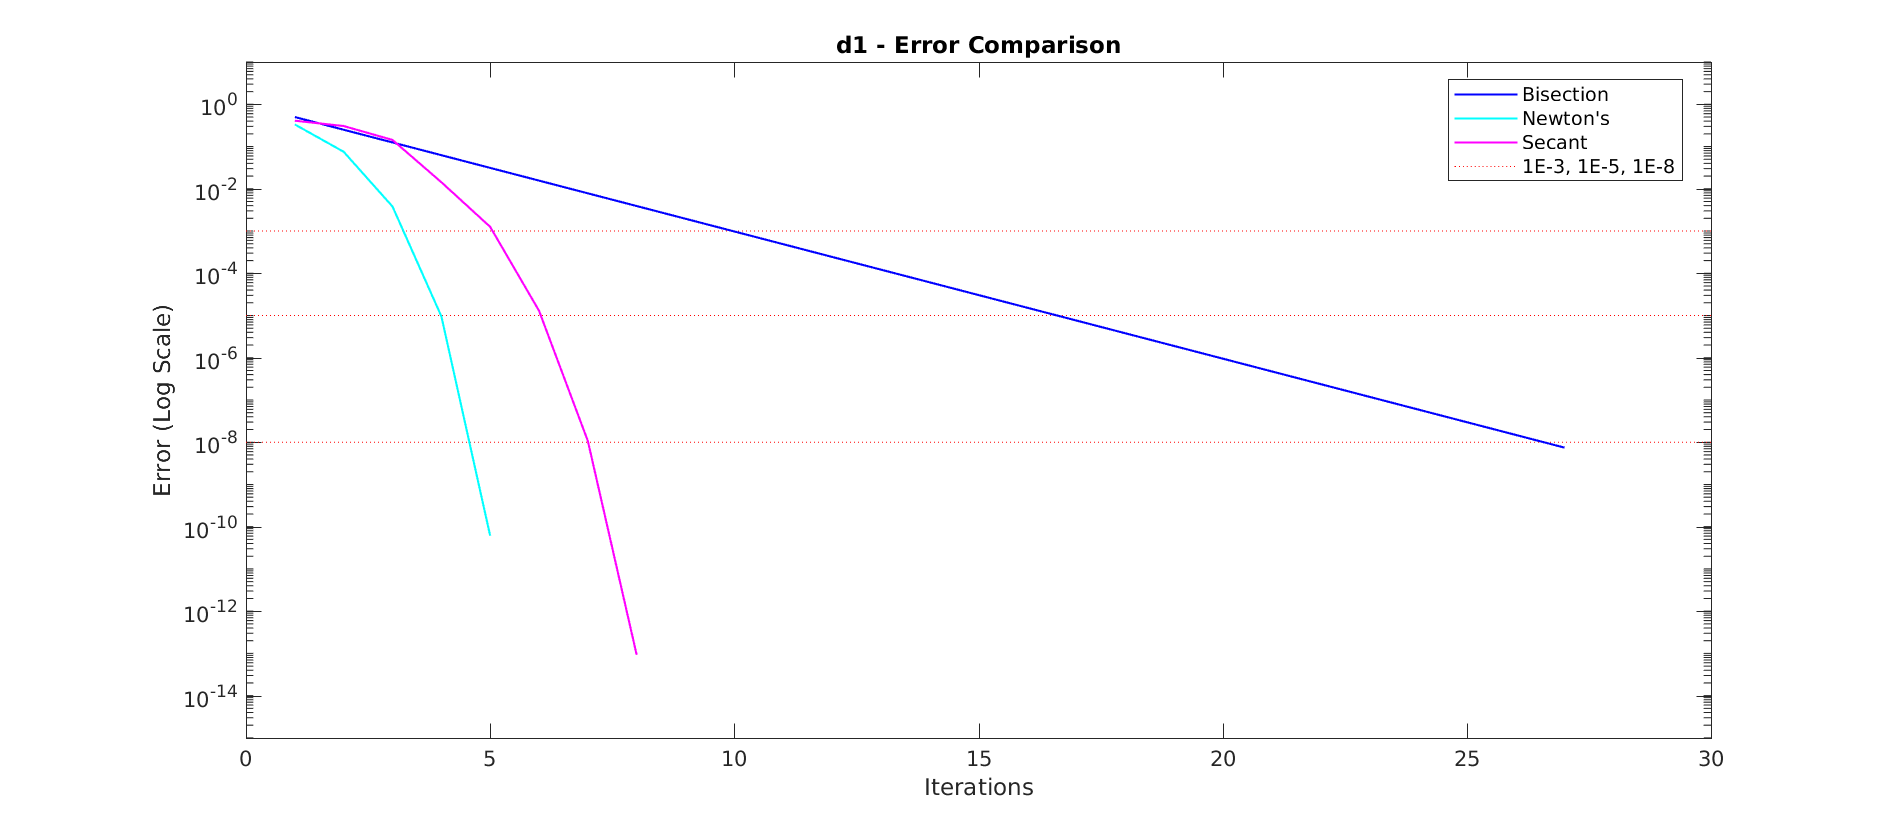 d1 - Error Comparison
Bisection
Newton's
Secant
1E-3, 1E-5, 1E-8
Error (Log Scale)
10^0
10^-2
10^-4
10^-6
10^-8
10^-10
10^-12
10^-14
0 5 10 15 20 25 30
Iterations